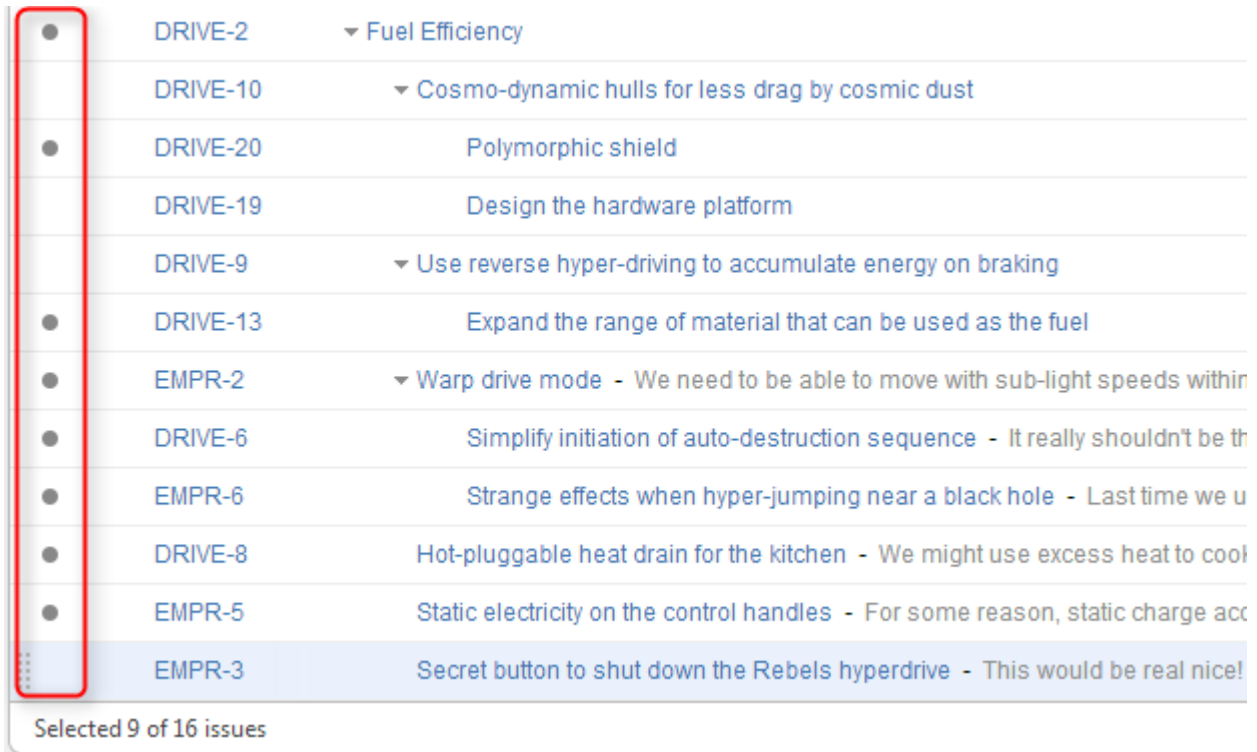 DRIVE-2 Fuel Efficiency
DRIVE-10 Cosmo-dynamic hulls for less drag by cosmic dust
DRIVE-20 Polymorphic shield
DRIVE-19 Design the hardware platform
DRIVE-9 Use reverse hyper-driving to accumulate energy on braking
DRIVE-13 Expand the range of material that can be used as the fuel
EMPR-2 Warp drive mode - We need to be able to move with sub-light speeds within
DRIVE-6 Simplify initiation of auto-destruction sequence - It really shouldn't be th
EMPR-6 Strange effects when hyper-jumping near a black hole - Last time we u
DRIVE-8 Hot-pluggable heat drain for the kitchen - We might use excess heat to cook
EMPR-5 Static electricity on the control handles - For some reason, static charge acc
EMPR-3 Secret button to shut down the Rebels hyperdrive - This would be real nice!
Selected 9 of 16 issues